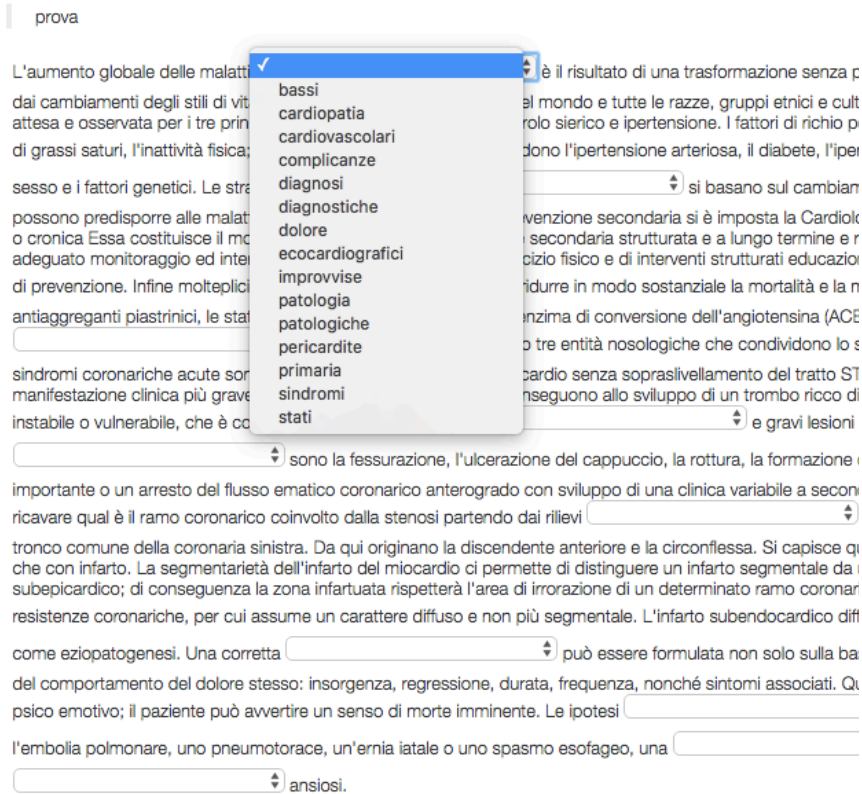 prova
L'aumento globale delle malatti è il risultato di una trasformazione senza p
dai cambiamenti degli stili di vit el mondo e tutte le razze, gruppi etnici e cult
attesa e osservata per i tre prin rolo sierico e ipertensione. I fattori di richio p
di grassi saturi, l'inattività fisica; dono l'ipertensione arteriosa, il diabete, l'iper
sesso e i fattori genetici. Le stra si basano sul cambiam
possono predisporre alle malat venzione secondaria si è imposta la Cardiolo
o cronica Essa costituisce il mo secondaria strutturata e a lungo termine e r
adeguato monitoraggio ed inter cizio fisico e di interventi strutturati educazio
di prevenzione. Infine molteplici ridurre in modo sostanziale la mortalità e la m
antiaggreganti piastrinici, le stat enzima di conversione dell'angiotensina (ACE
o tre entità nosologiche che condividono lo s
sindromi coronariche acute sor cardio senza sopraslivellamento del tratto ST
manifestazione clinica più grave nseguono allo sviluppo di un trombo ricco di
instabile o vulnerabile, che è co e gravi lesioni
✓
bassi
cardiopatia
cardiovascolari
complicanze
diagnosi
diagnostiche
dolore
ecocardiografici
improvvise
patologia
patologiche
pericardite
primaria
sindromi
stati
sono la fessurazione, l'ulcerazione del cappuccio, la rottura, la formazione
importante o un arresto del flusso ematico coronarico anterogrado con sviluppo di una clinica variabile a second
ricavare qual è il ramo coronarico coinvolto dalla stenosi partendo dai rilievi
tronco comune della coronaria sinistra. Da qui originano la discendente anteriore e la circonflessa. Si capisce qu
che con infarto. La segmentarietà dell'infarto del miocardio ci permette di distinguere un infarto segmentale da
subepicardico; di conseguenza la zona infartuata rispetterà l'area di irrorazione di un determinato ramo coronari
resistenze coronariche, per cui assume un carattere diffuso e non più segmentale. L'infarto subendocardico diff
come eziopatogenesi. Una corretta può essere formulata non solo sulla bas
del comportamento del dolore stesso: insorgenza, regressione, durata, frequenza, nonché sintomi associati. Qu
psico emotivo; il paziente può avvertire un senso di morte imminente. Le ipotesi
l'embolia polmonare, uno pneumotorace, un'ernia iatale o uno spasmo esofageo, una
ansiosi.